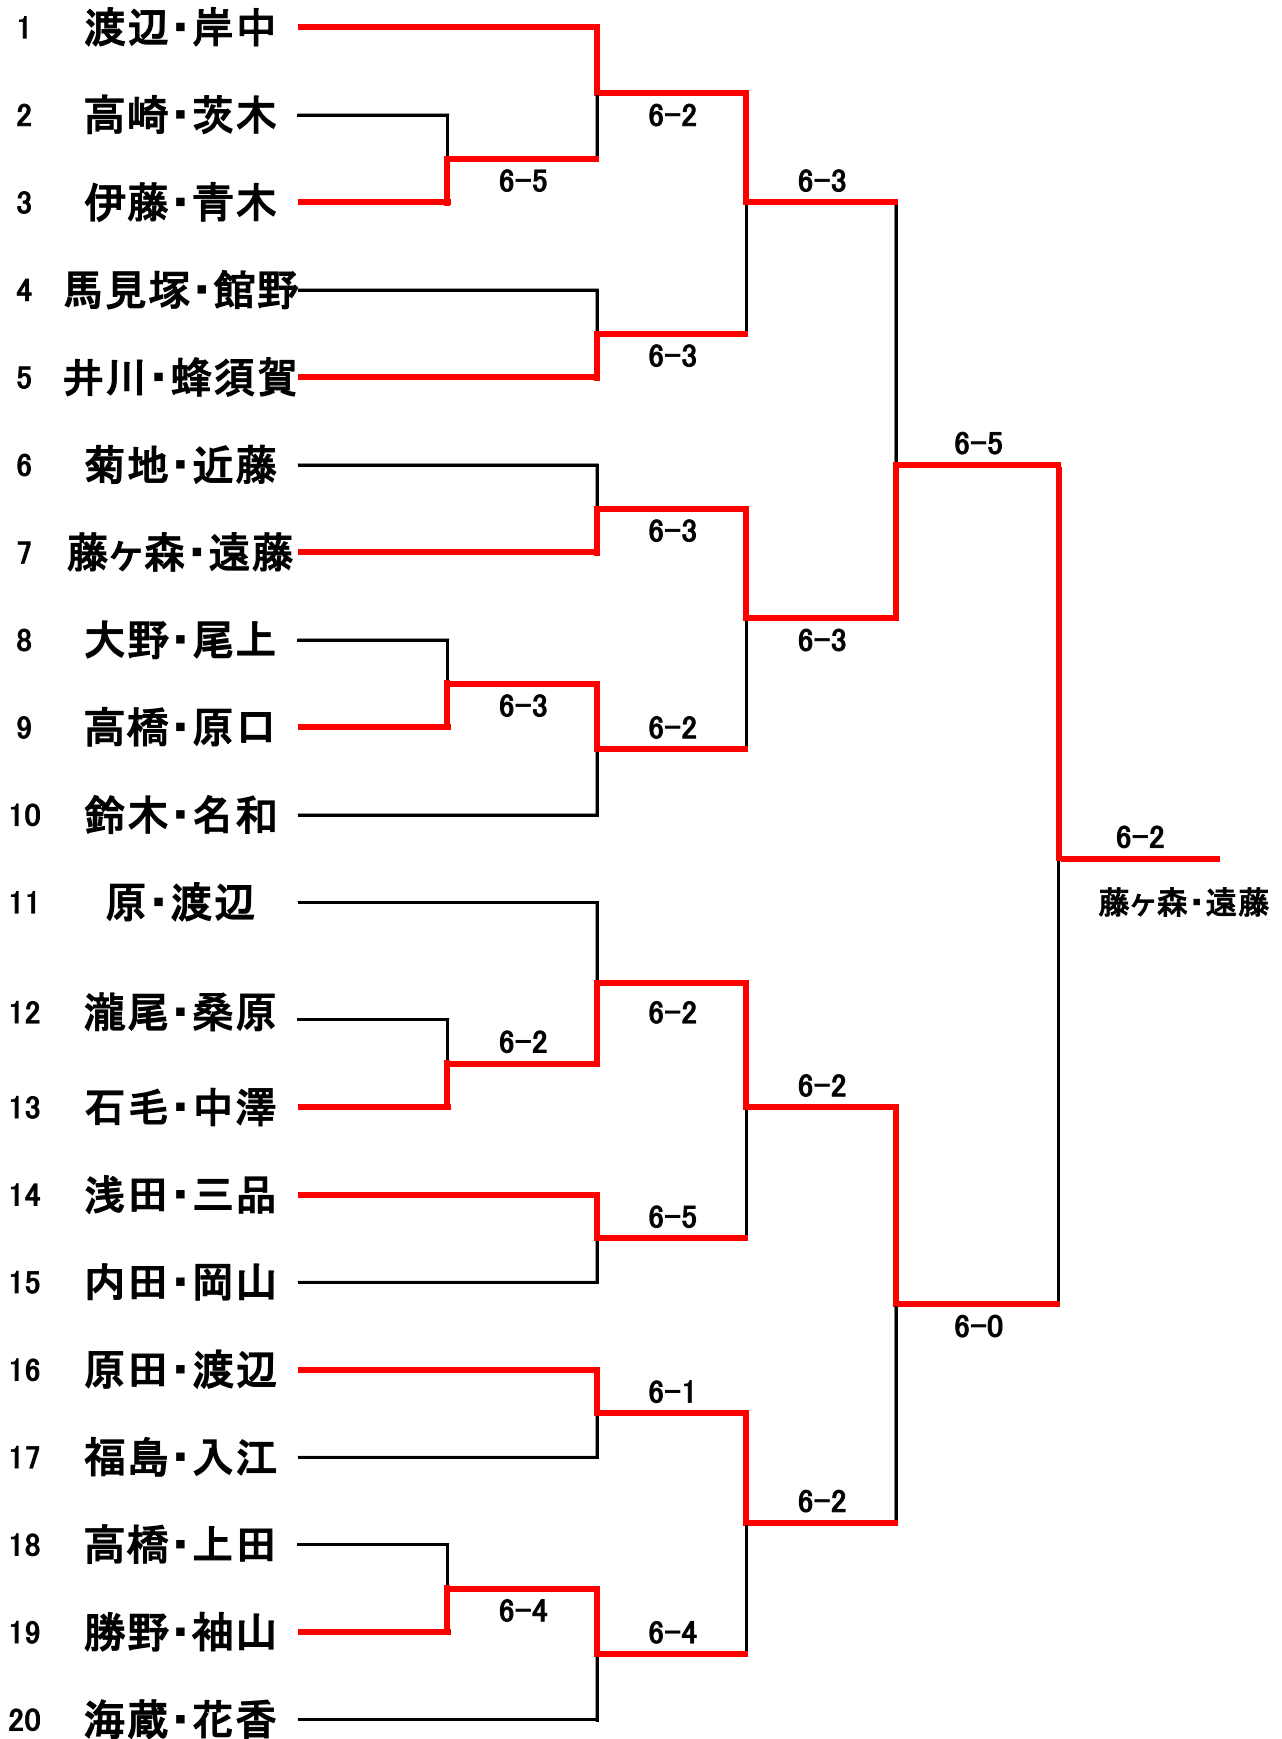 1 渡辺・岸中
6-2
2 高崎・茨木
6-5
6-3
3 伊藤・青木
4 馬見塚・館野
6-3
5 井川・蜂須賀
6-5
6 菊地・近藤
6-3
7 藤ヶ森・遠藤
8 大野・尾上
6-3
6-3
9 高橋・原口
6-2
10 鈴木・名和
6-2
11 原・渡辺
藤ヶ森・遠藤
12 瀧尾・桑原
6-2
6-2
6-2
13 石毛・中澤
14 浅田・三品
6-5
15 内田・岡山
6-0
16 原田・渡辺
6-1
17 福島・入江
6-2
18 高橋・上田
6-4
19 勝野・袖山
6-4
20 海蔵・花香